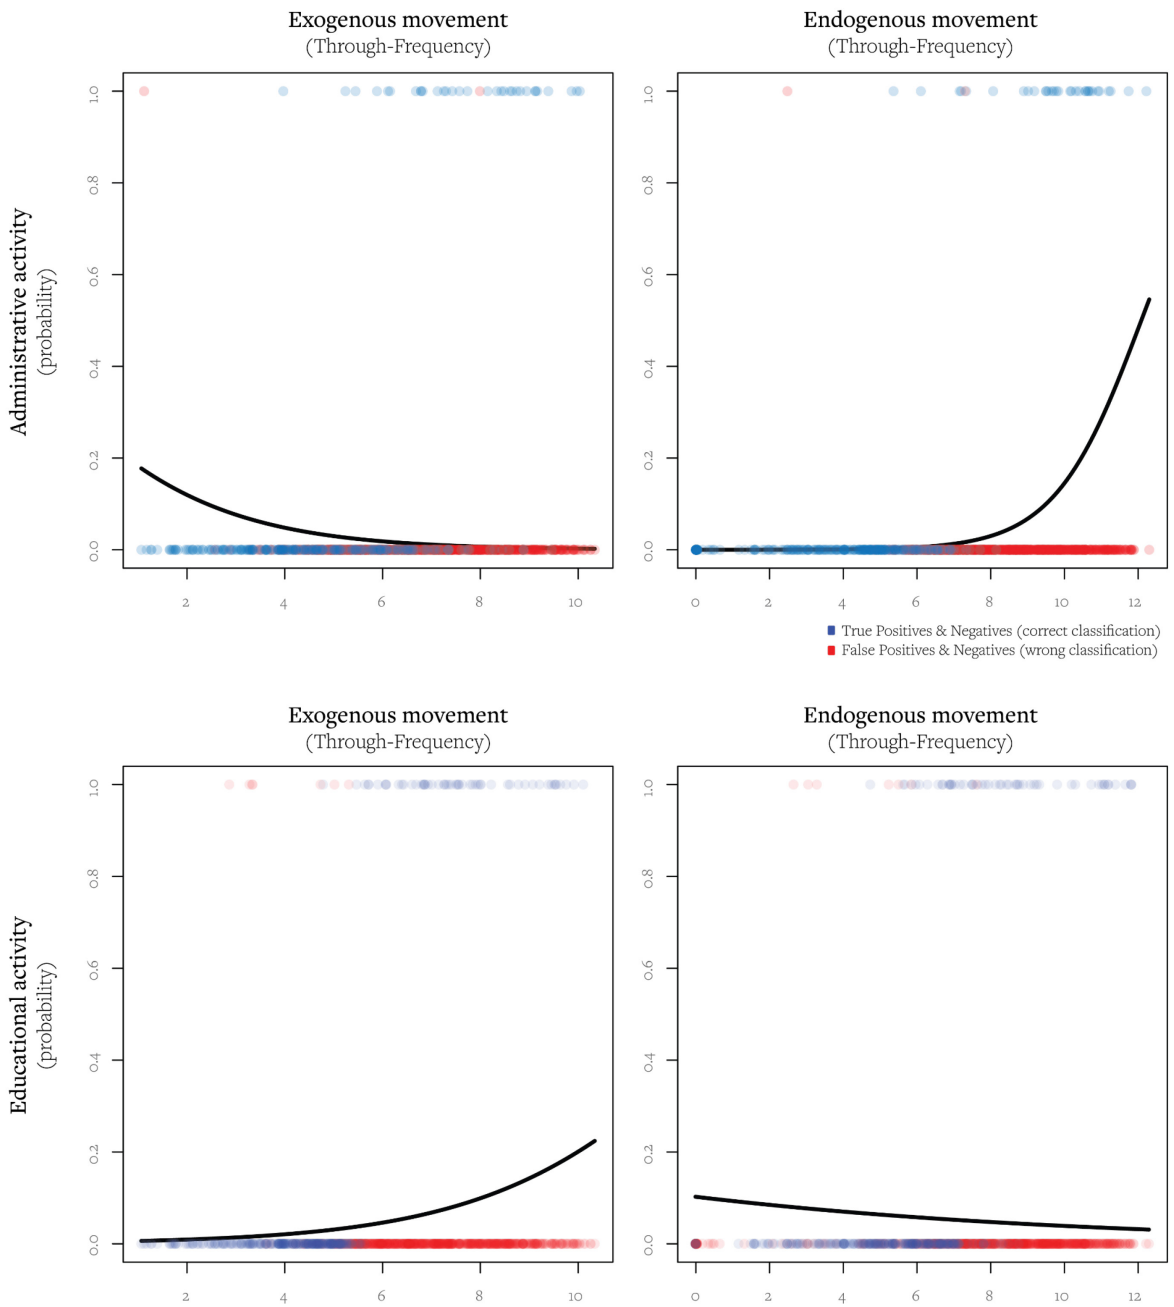 Exogenous movement
(Through-Frequency)
Endogenous movement
(Through-Frequency)
Administrative activity
(probability)
1.0
0.8
0.6
0.4
0.2
0.0
2 4 6 8 10
1.0
0.8
0.6
0.4
0.2
0.0
0 2 4 6 8 10 12
True Positives & Negatives (correct classification)
False Positives & Negatives (wrong classification)
Exogenous movement
(Through-Frequency)
Endogenous movement
(Through-Frequency)
Educational activity
(probability)
1.0
0.8
0.6
0.4
0.2
0.0
2 4 6 8 10
1.0
0.8
0.6
0.4
0.2
0.0
0 2 4 6 8 10 12